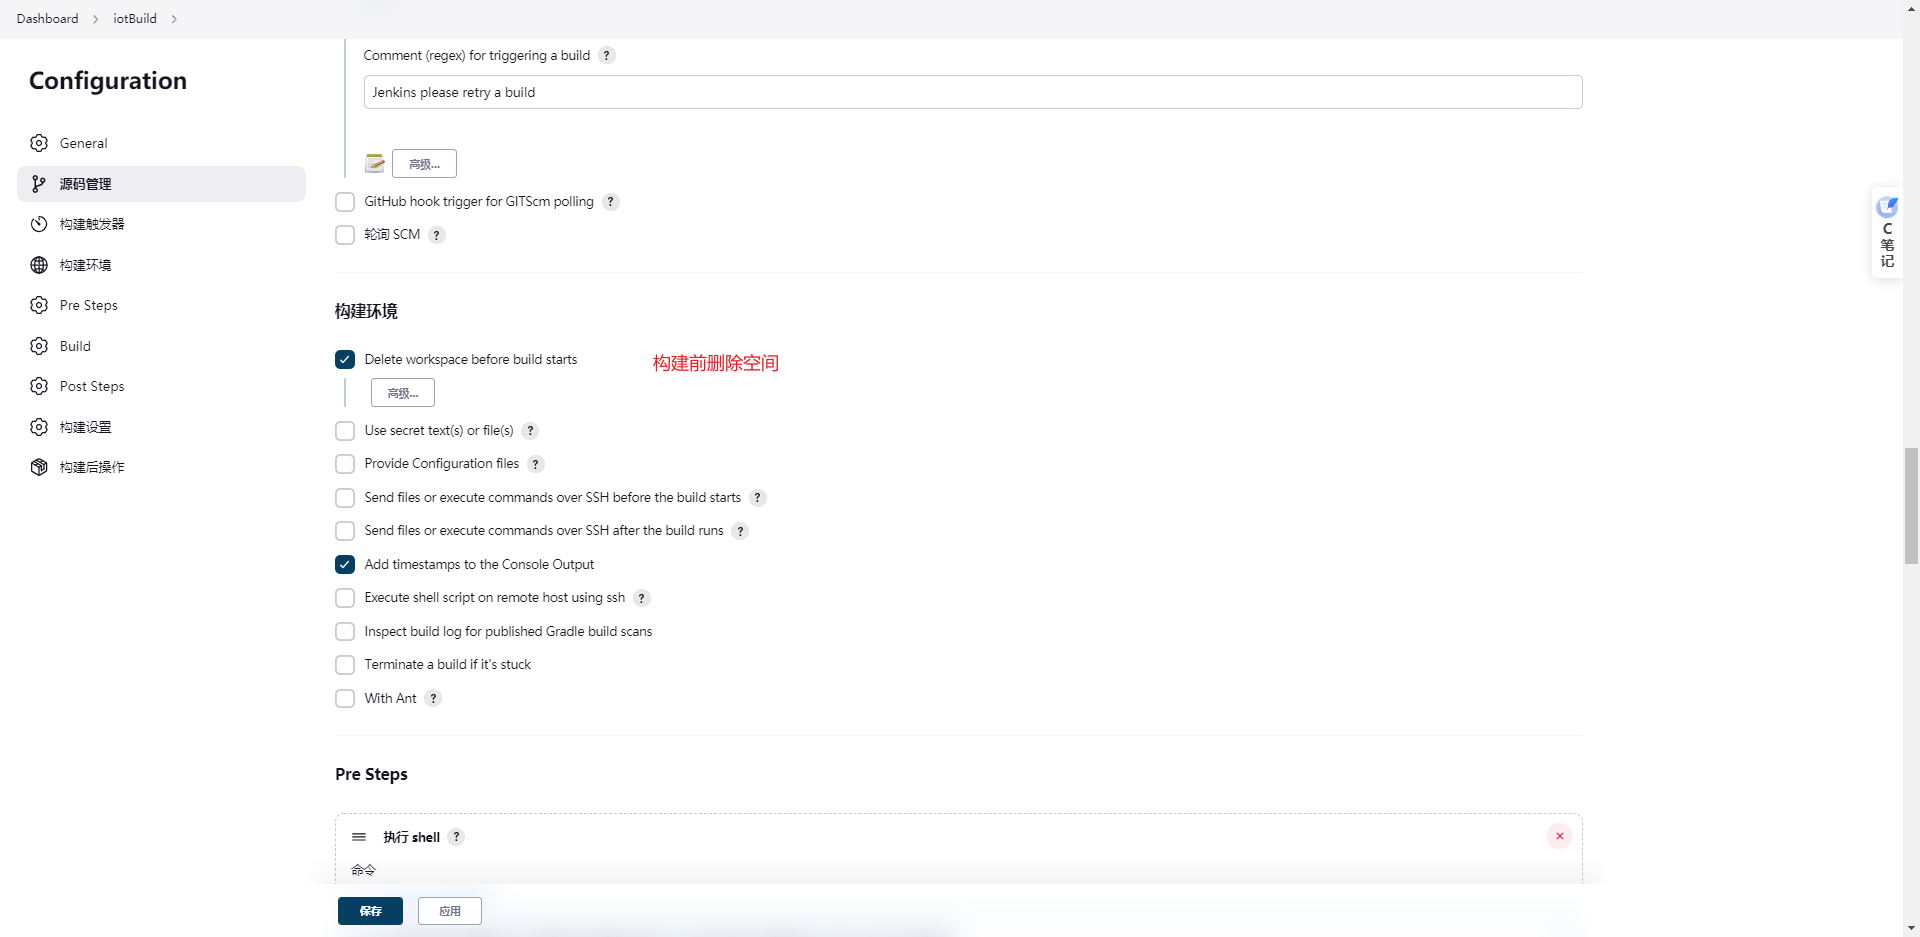 Dashboard > iotBuild >
Configuration
General
源码管理
构建触发器
构建环境
Pre Steps
Build
Post Steps
构建设置
构建后操作
Comment (regex) for triggering a build ?
Jenkins please retry a build
高级...
GitHub hook trigger for GITScm polling ?
轮询 SCM ?
构建环境
Delete workspace before build starts 构建前删除空间
高级...
Use secret text(s) or file(s) ?
Provide Configuration files ?
Send files or execute commands over SSH before the build starts ?
Send files or execute commands over SSH after the build runs ?
Add timestamps to the Console Output
Execute shell script on remote host using ssh ?
Inspect build log for published Gradle build scans
Terminate a build if it's stuck
With Ant ?
Pre Steps
执行 shell ?
命令
保存 应用
C
笔
记